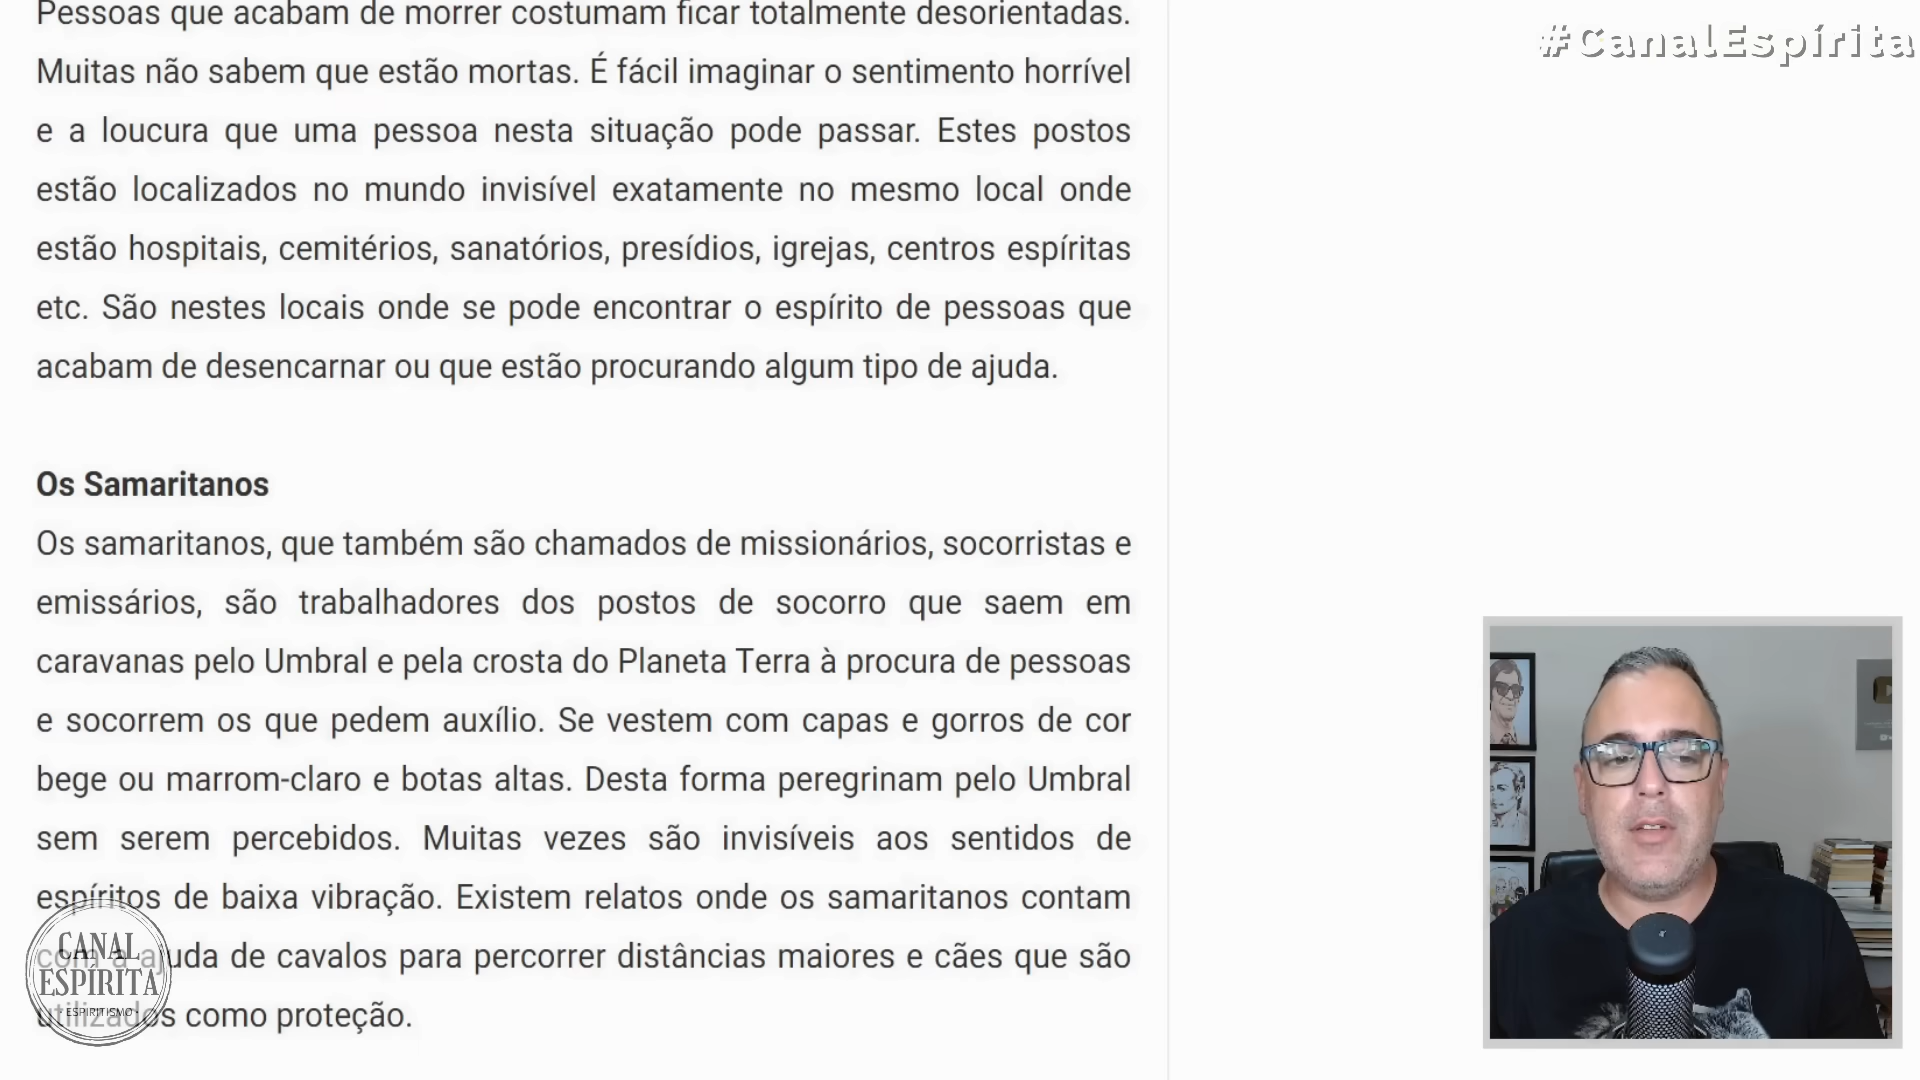 Pessoas que acabam de morrer costumam ficar totalmente desorientadas.
Muitas não sabem que estão mortas. É fácil imaginar o sentimento horrível
e a loucura que uma pessoa nesta situação pode passar. Estes postos
estão localizados no mundo invisível exatamente no mesmo local onde
estão hospitais, cemitérios, sanatórios, presídios, igrejas, centros espíritas
etc. São nestes locais onde se pode encontrar o espírito de pessoas que
acabam de desencarnar ou que estão procurando algum tipo de ajuda.
Os Samaritanos
Os samaritanos, que também são chamados de missionários, socorristas e
emissários, são trabalhadores dos postos de socorro que saem em
caravanas pelo Umbral e pela crosta do Planeta Terra à procura de pessoas
e socorrem os que pedem auxílio. Se vestem com capas e gorros de cor
bege ou marrom-claro e botas altas. Desta forma peregrinam pelo Umbral
sem serem percebidos. Muitas vezes são invisíveis aos sentidos de
espíritos de baixa vibração. Existem relatos onde os samaritanos contam
com a ajuda de cavalos para percorrer distâncias maiores e cães que são
utilizados como proteção.
#CanalEspírita
CANAL
ESPÍRITA
· ESPIRITISMO ·